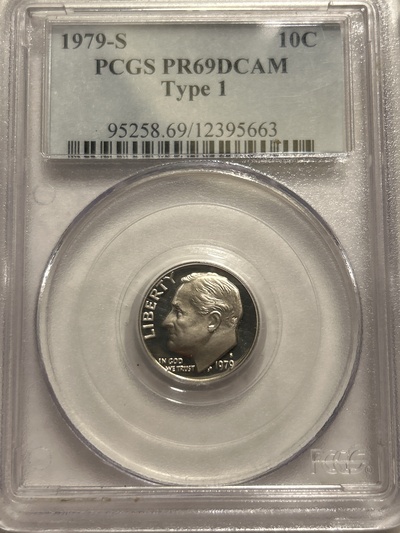 1979-S 10C
PCGS PR69DCAM
Type 1
95258.69/12395663
LIBERTY
IN GOD
WE TRUST
1979
PCGS